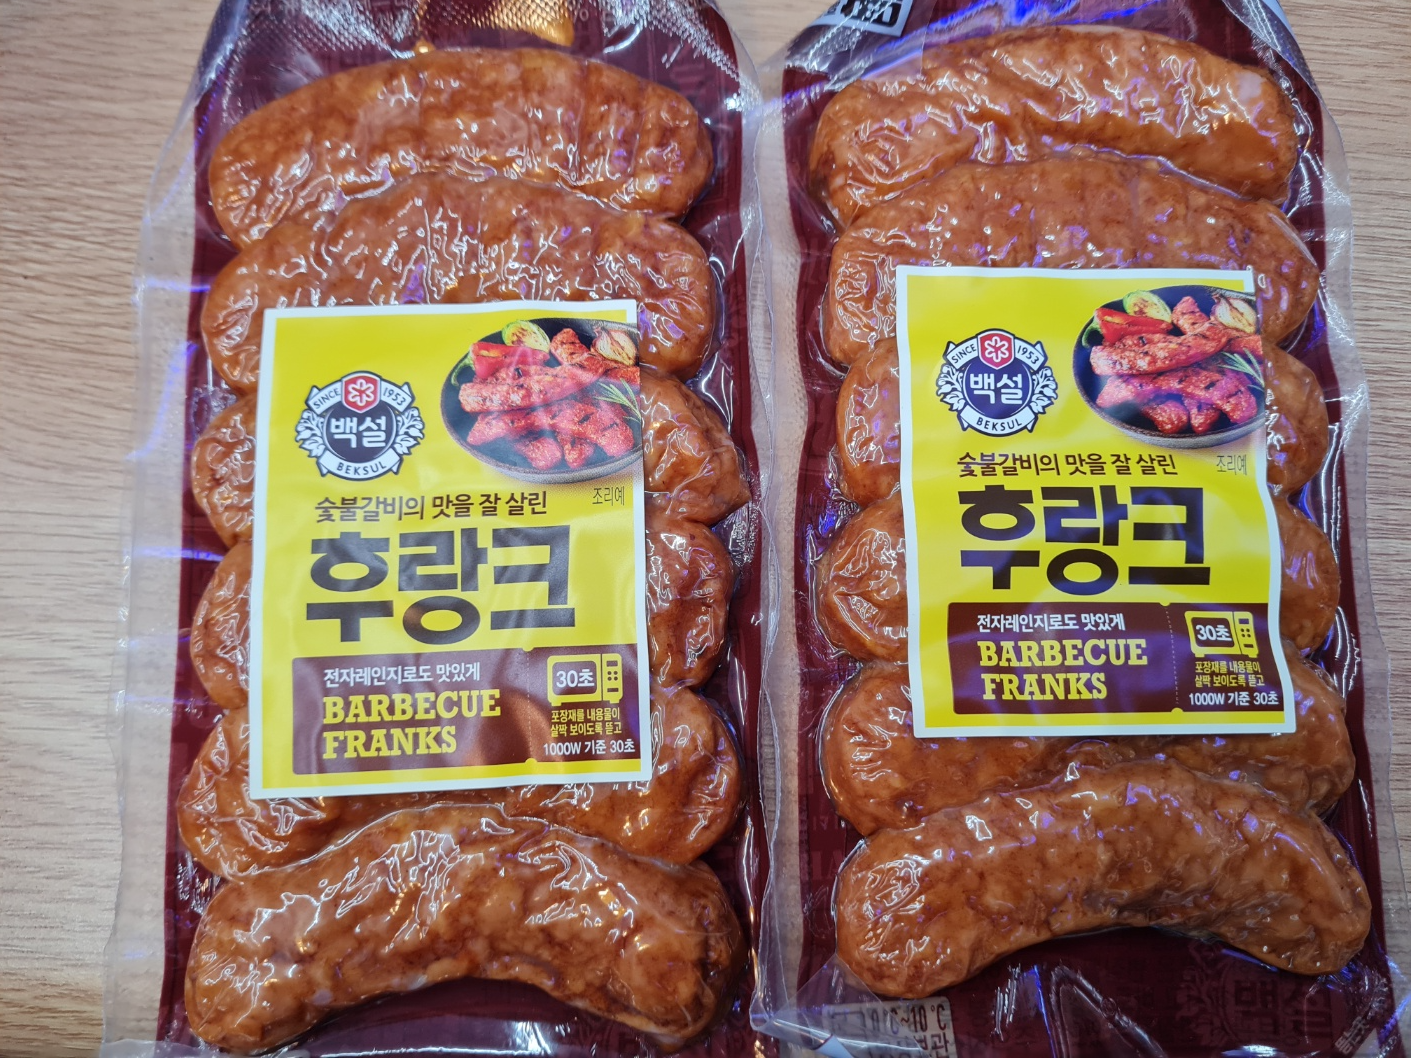 SINCE 1953
백설
BEKSUL
숯불갈비의 맛을 잘 살린
조리예
후랑크
전자레인지로도 맛있게
BARBECUE
FRANKS
30초
포장재를 내용물이
살짝 보이도록 뜯고
1000W 기준 30초
SINCE 1953
백설
BEKSUL
숯불갈비의 맛을 잘 살린
조리예
후랑크
전자레인지로도 맛있게
BARBECUE
FRANKS
30초
포장재를 내용물이
살짝 보이도록 뜯고
1000W 기준 30초
~10℃
백설